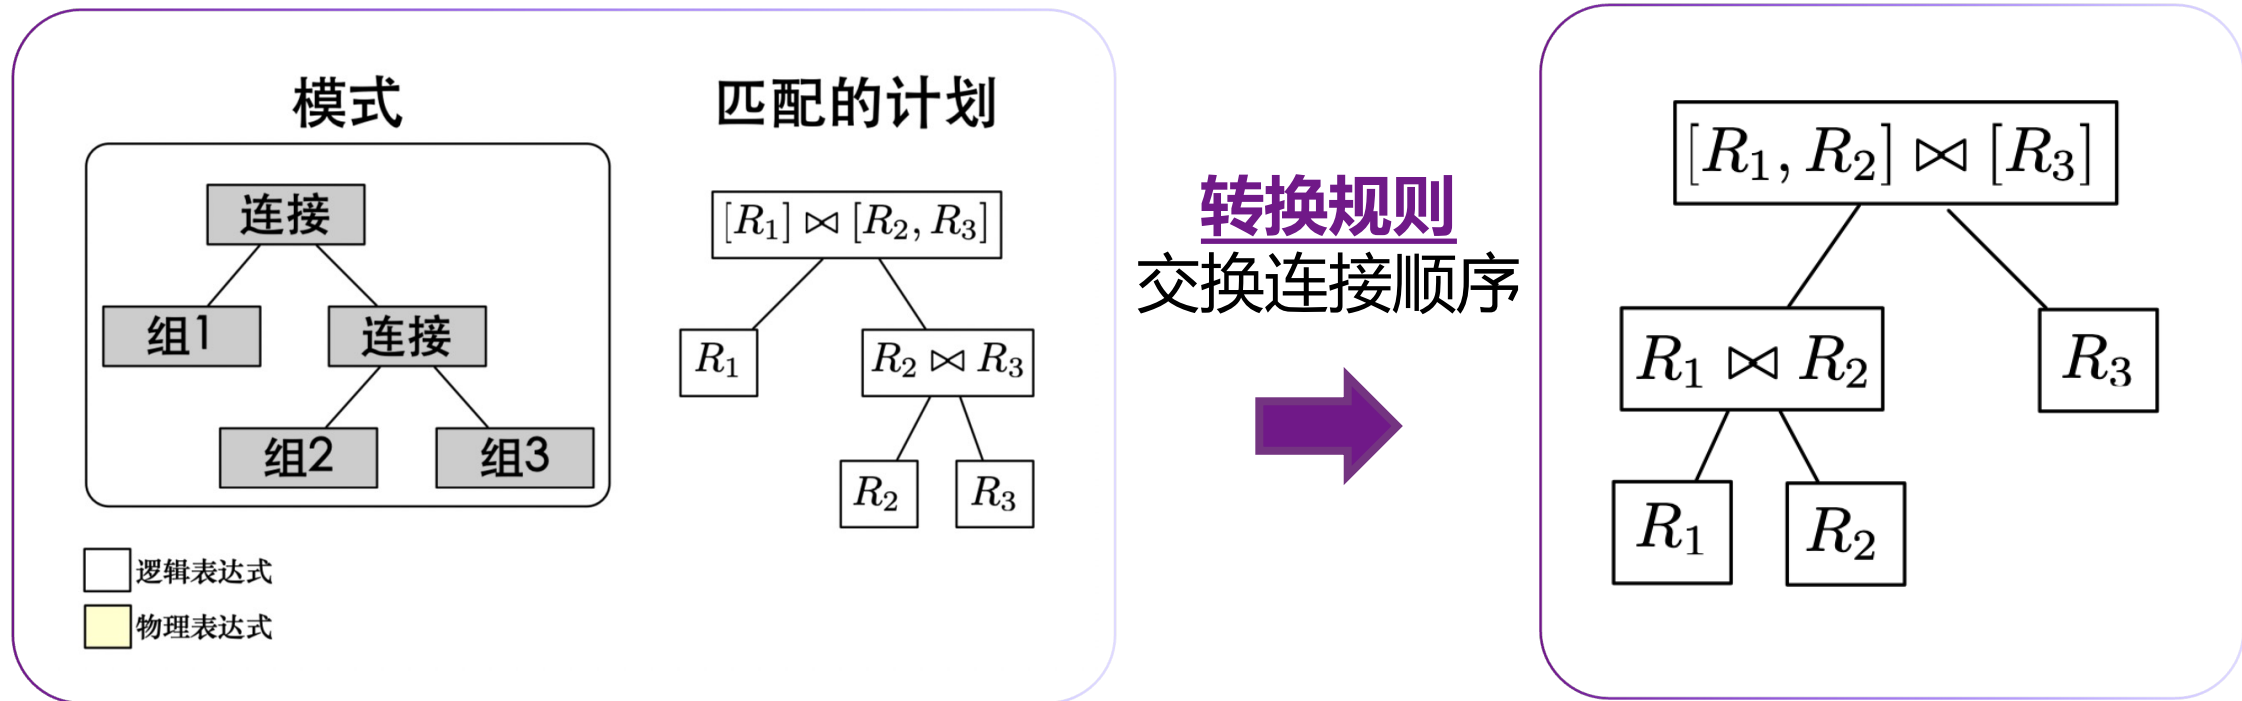 模式
连接
组1
连接
组2
组3
逻辑表达式
物理表达式
匹配的计划
[R₁] ⋈ [R₂, R₃]
R₁
R₂ ⋈ R₃
R₂
R₃
转换规则
交换连接顺序
[R₁, R₂] ⋈ [R₃]
R₁ ⋈ R₂
R₃
R₁
R₂